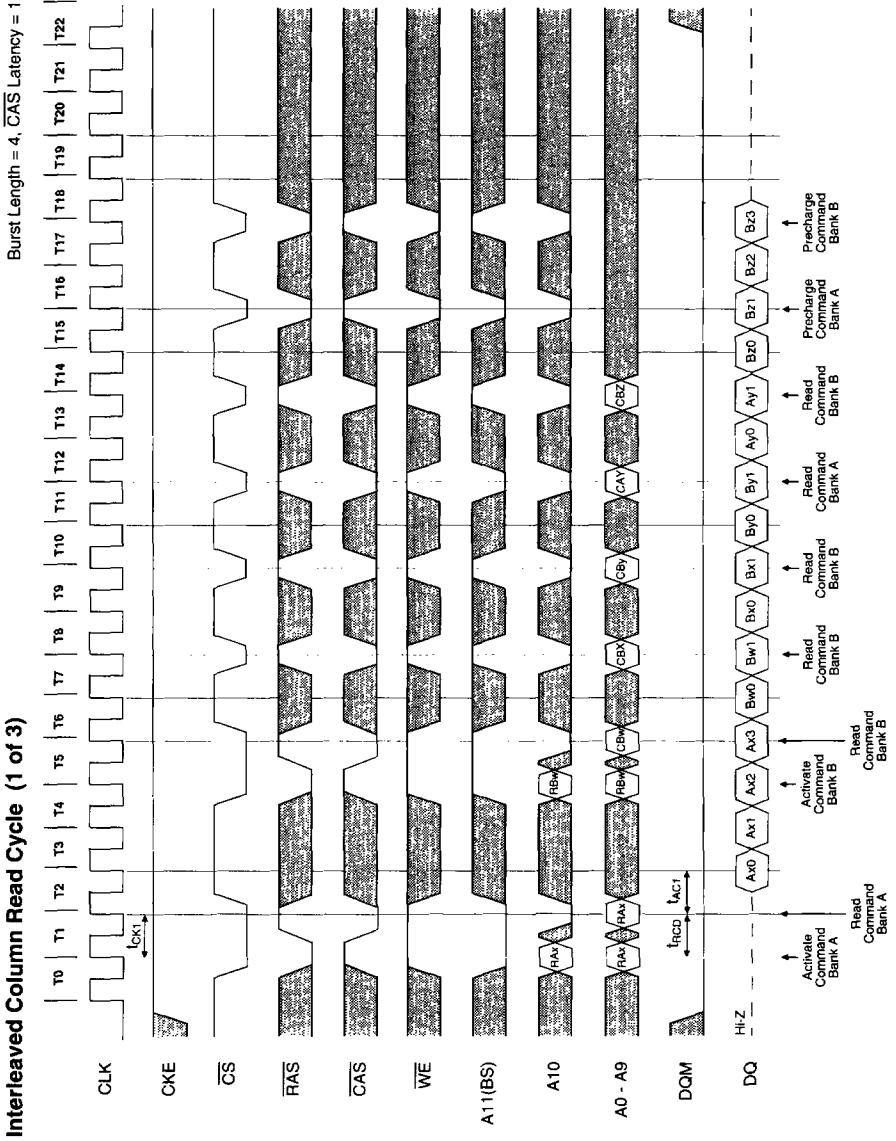 Interleaved Column Read Cycle (1 of 3)
Burst Length = 4, CAS Latency = 1
T0 T1 T2 T3 T4 T5 T6 T7 T8 T9 T10 T11 T12 T13 T14 T15 T16 T17 T18 T19 T20 T21 T22
CLK
tCK1
CKE
CS
RAS
CAS
WE
A11(BS)
A10
RAx RBw
A0 - A9
RAx RAx RBw CBw CBX CBy CAY CBZ
DQM
tRCD tAC1
DQ
Hi-Z
Ax0 Ax1 Ax2 Ax3 Bw0 Bw1 Bx0 Bx1 By0 By1 Ay0 Ay1 Bz0 Bz1 Bz2 Bz3
Activate
Command
Bank A
Read
Command
Bank A
Activate
Command
Bank B
Read
Command
Bank B
Read
Command
Bank B
Read
Command
Bank B
Read
Command
Bank A
Read
Command
Bank B
Precharge
Command
Bank A
Precharge
Command
Bank B